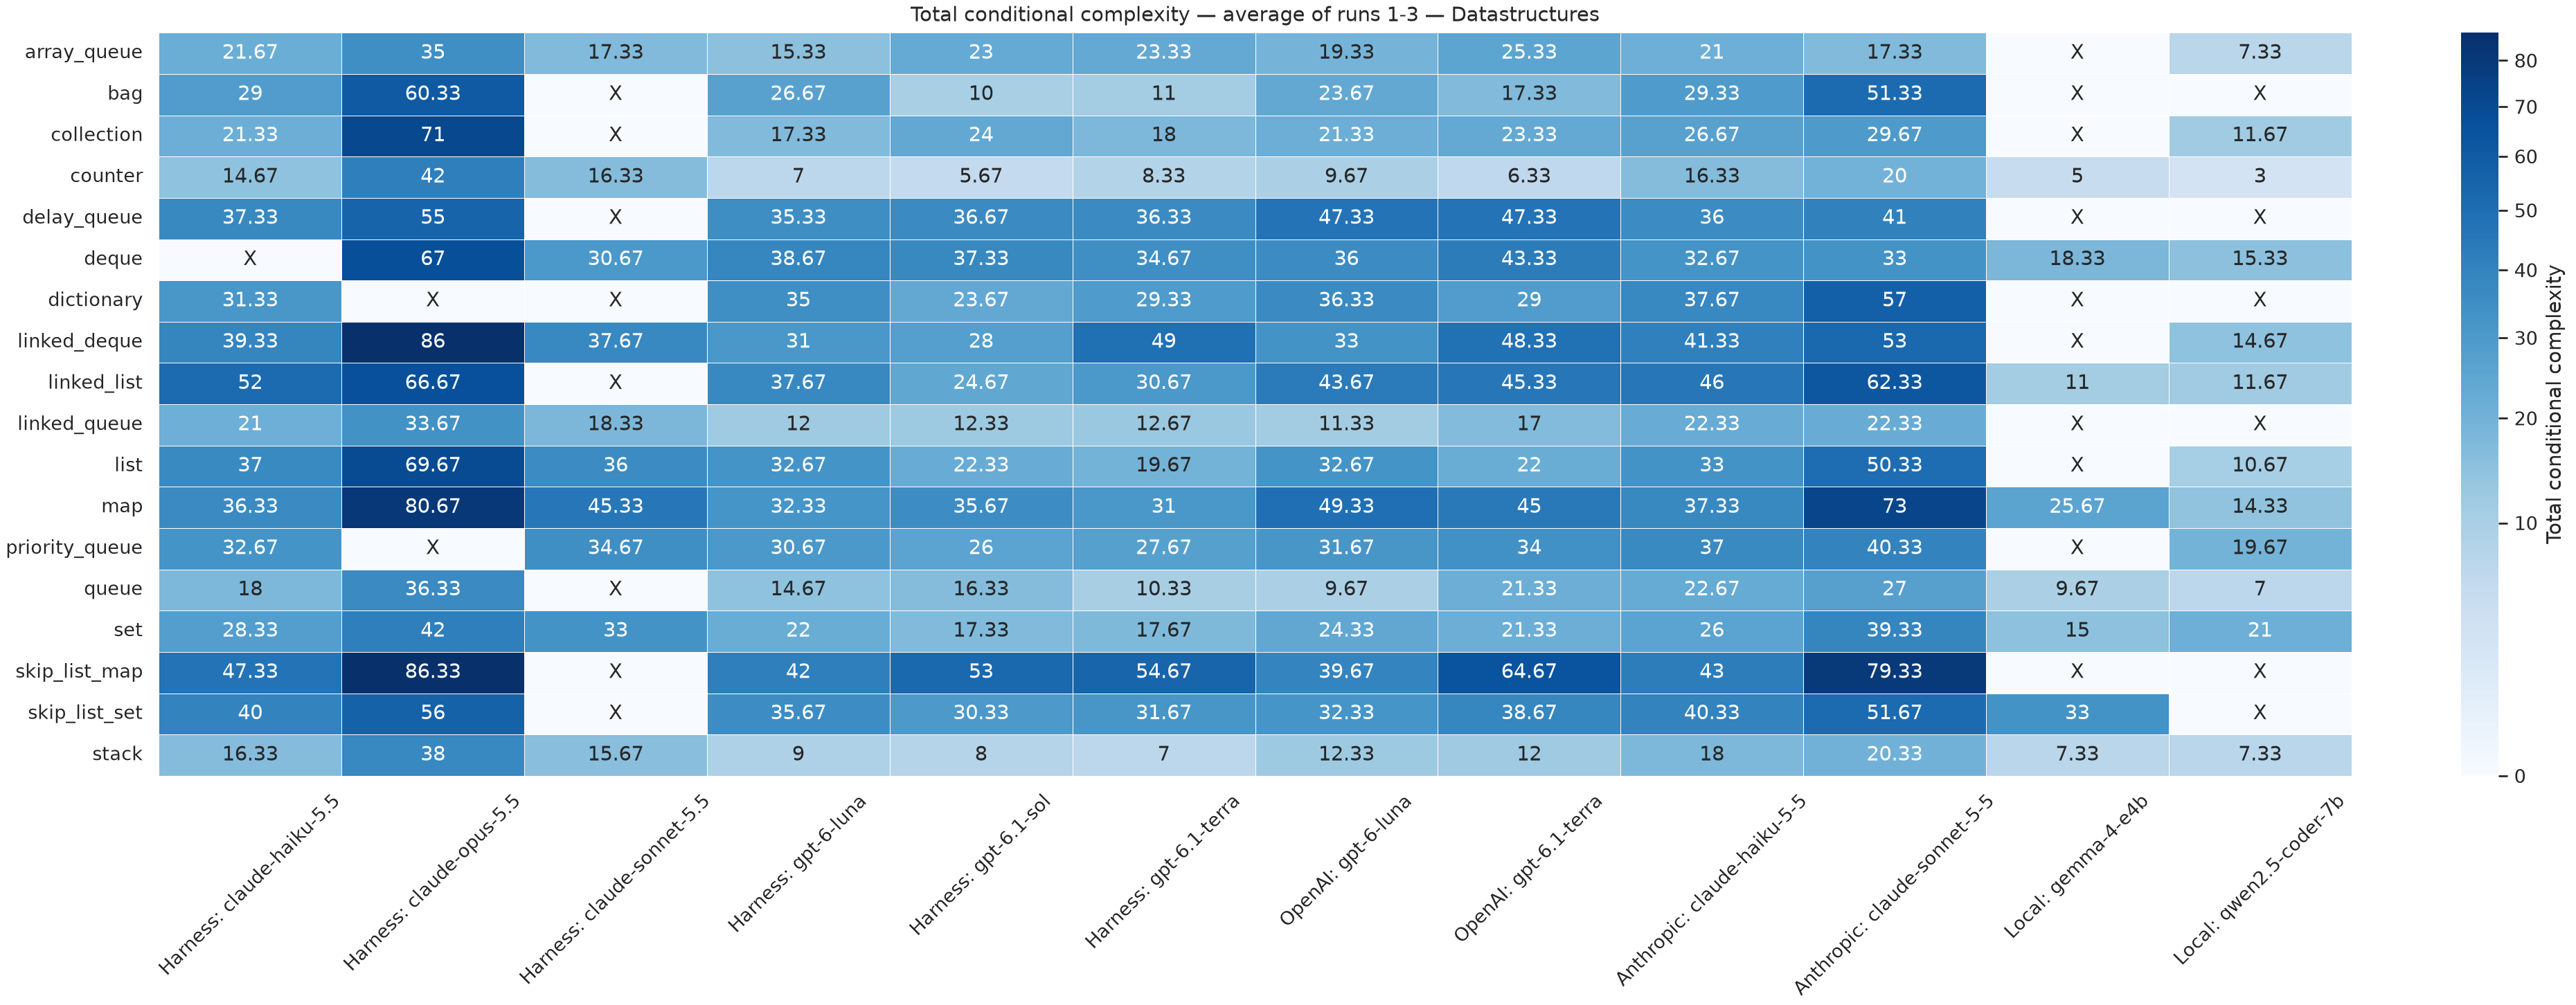 Total conditional complexity — average of runs 1-3 — Datastructures
array_queue 21.67 35 17.33 15.33 23 23.33 19.33 25.33 21 17.33 X 7.33
bag 29 60.33 X 26.67 10 11 23.67 17.33 29.33 51.33 X X
collection 21.33 71 X 17.33 24 18 21.33 23.33 26.67 29.67 X 11.67
counter 14.67 42 16.33 7 5.67 8.33 9.67 6.33 16.33 20 5 3
delay_queue 37.33 55 X 35.33 36.67 36.33 47.33 47.33 36 41 X X
deque X 67 30.67 38.67 37.33 34.67 36 43.33 32.67 33 18.33 15.33
dictionary 31.33 X X 35 23.67 29.33 36.33 29 37.67 57 X X
linked_deque 39.33 86 37.67 31 28 49 33 48.33 41.33 53 X 14.67
linked_list 52 66.67 X 37.67 24.67 30.67 43.67 45.33 46 62.33 11 11.67
linked_queue 21 33.67 18.33 12 12.33 12.67 11.33 17 22.33 22.33 X X
list 37 69.67 36 32.67 22.33 19.67 32.67 22 33 50.33 X 10.67
map 36.33 80.67 45.33 32.33 35.67 31 49.33 45 37.33 73 25.67 14.33
priority_queue 32.67 X 34.67 30.67 26 27.67 31.67 34 37 40.33 X 19.67
queue 18 36.33 X 14.67 16.33 10.33 9.67 21.33 22.67 27 9.67 7
set 28.33 42 33 22 17.33 17.67 24.33 21.33 26 39.33 15 21
skip_list_map 47.33 86.33 X 42 53 54.67 39.67 64.67 43 79.33 X X
skip_list_set 40 56 X 35.67 30.33 31.67 32.33 38.67 40.33 51.67 33 X
stack 16.33 38 15.67 9 8 7 12.33 12 18 20.33 7.33 7.33
Harness: claude-haiku-5.5
Harness: claude-opus-5.5
Harness: claude-sonnet-5.5
Harness: gpt-6-luna
Harness: gpt-6.1-sol
Harness: gpt-6.1-terra
OpenAI: gpt-6-luna
OpenAI: gpt-6.1-terra
Anthropic: claude-haiku-5-5
Anthropic: claude-sonnet-5-5
Local: gemma-4-e4b
Local: qwen2.5-coder-7b
80
70
60
50
40
30
20
10
0
Total conditional complexity